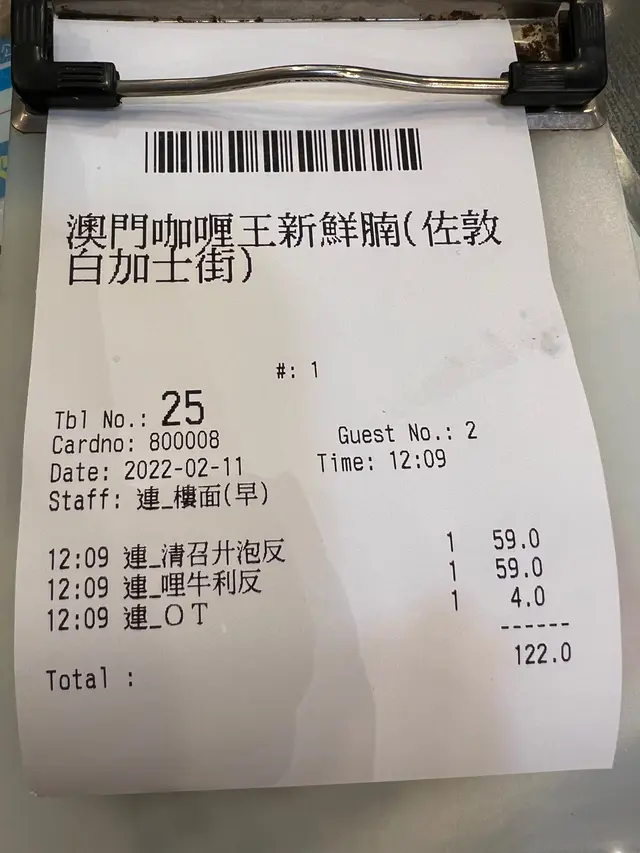 澳門咖喱王新鮮腩(佐敦
白加士街)
#: 1
Tbl No.: 25
Cardno: 800008 Guest No.: 2
Date: 2022-02-11 Time: 12:09
Staff: 連_樓面(早)
12:09 連_清召廾泡反 1 59.0
12:09 連_哩牛利反 1 59.0
12:09 連_OT 1 4.0
------
122.0
Total :